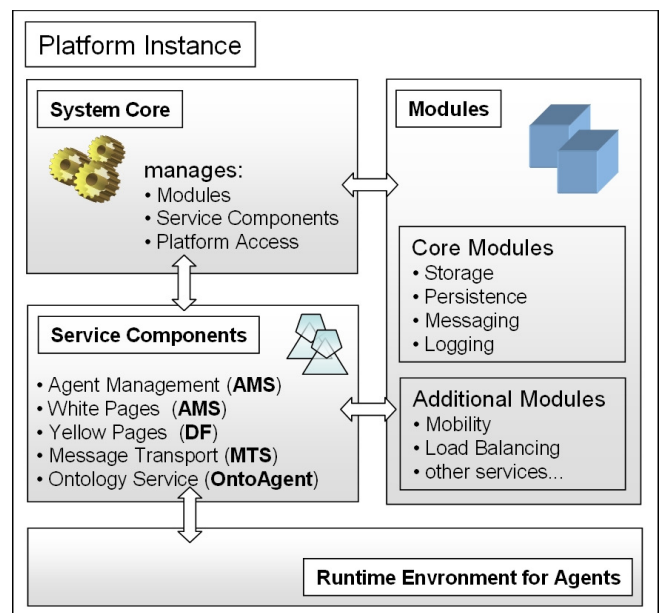 Platform Instance
System Core
manages:
• Modules
• Service Components
• Platform Access
Modules
Core Modules
• Storage
• Persistence
• Messaging
• Logging
Additional Modules
• Mobility
• Load Balancing
• other services...
Service Components
• Agent Management (AMS)
• White Pages (AMS)
• Yellow Pages (DF)
• Message Transport (MTS)
• Ontology Service (OntoAgent)
Runtime Envronment for Agents